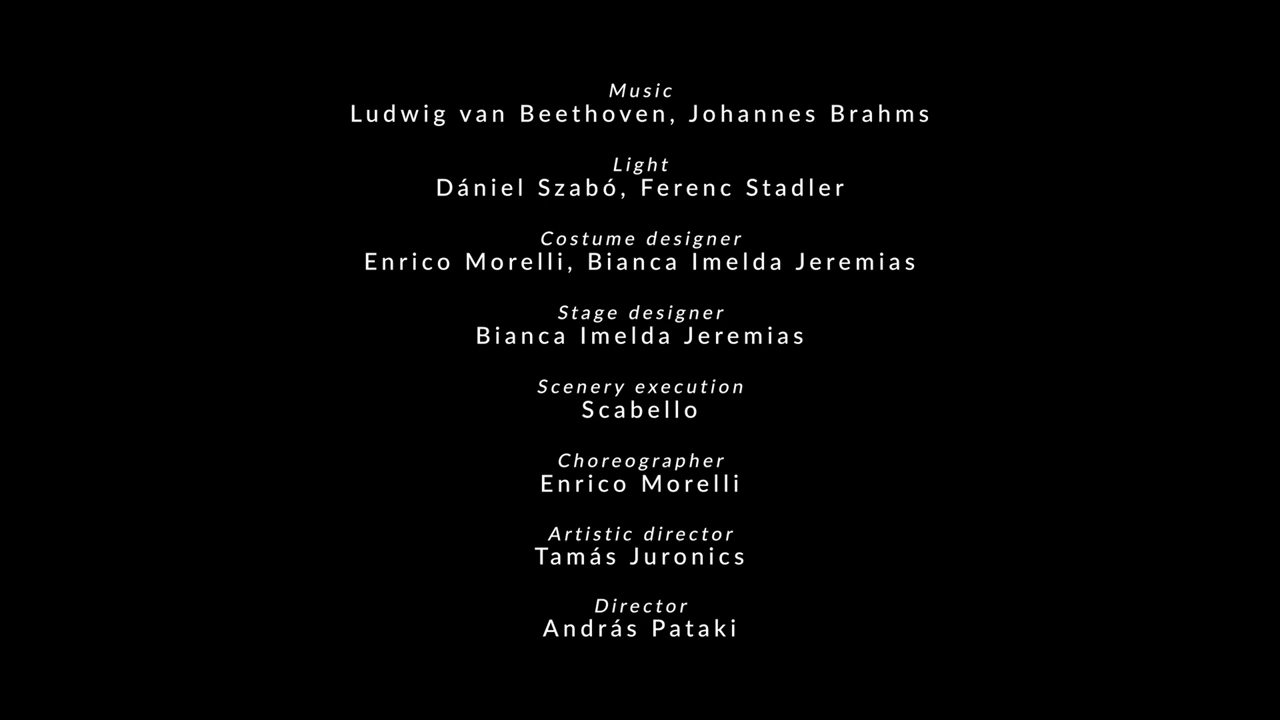 Music
Ludwig van Beethoven, Johannes Brahms
Light
Dániel Szabó, Ferenc Stadler
Costume designer
Enrico Morelli, Bianca Imelda Jeremias
Stage designer
Bianca Imelda Jeremias
Scenery execution
Scabello
Choreographer
Enrico Morelli
Artistic director
Tamás Juronics
Director
András Pataki